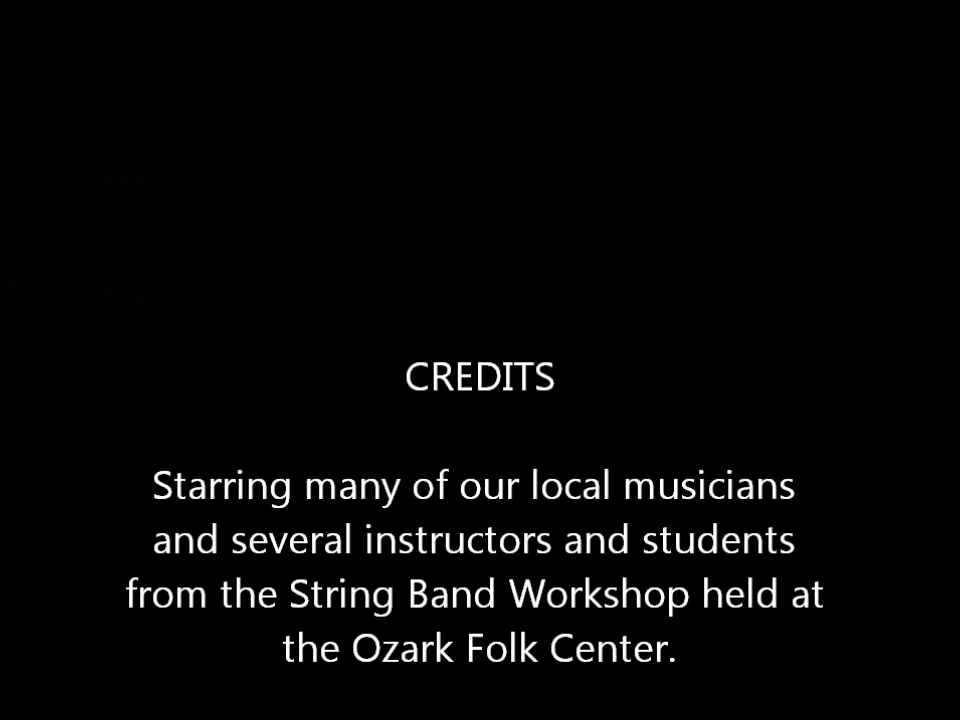 CREDITS
Starring many of our local musicians
and several instructors and students
from the String Band Workshop held at
the Ozark Folk Center.